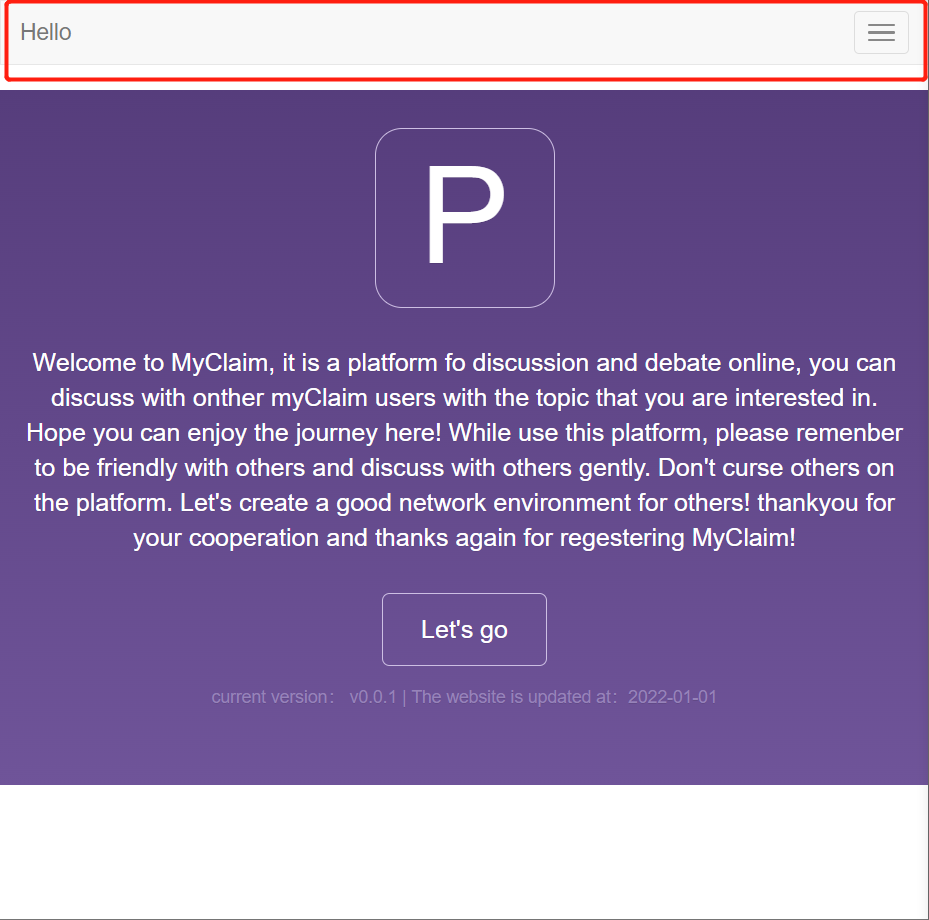 Hello
P
Welcome to MyClaim, it is a platform fo discussion and debate online, you can
discuss with onther myClaim users with the topic that you are interested in.
Hope you can enjoy the journey here! While use this platform, please remenber
to be friendly with others and discuss with others gently. Don't curse others on
the platform. Let's create a good network environment for others! thankyou for
your cooperation and thanks again for regestering MyClaim!
Let's go
current version： v0.0.1 | The website is updated at：2022-01-01